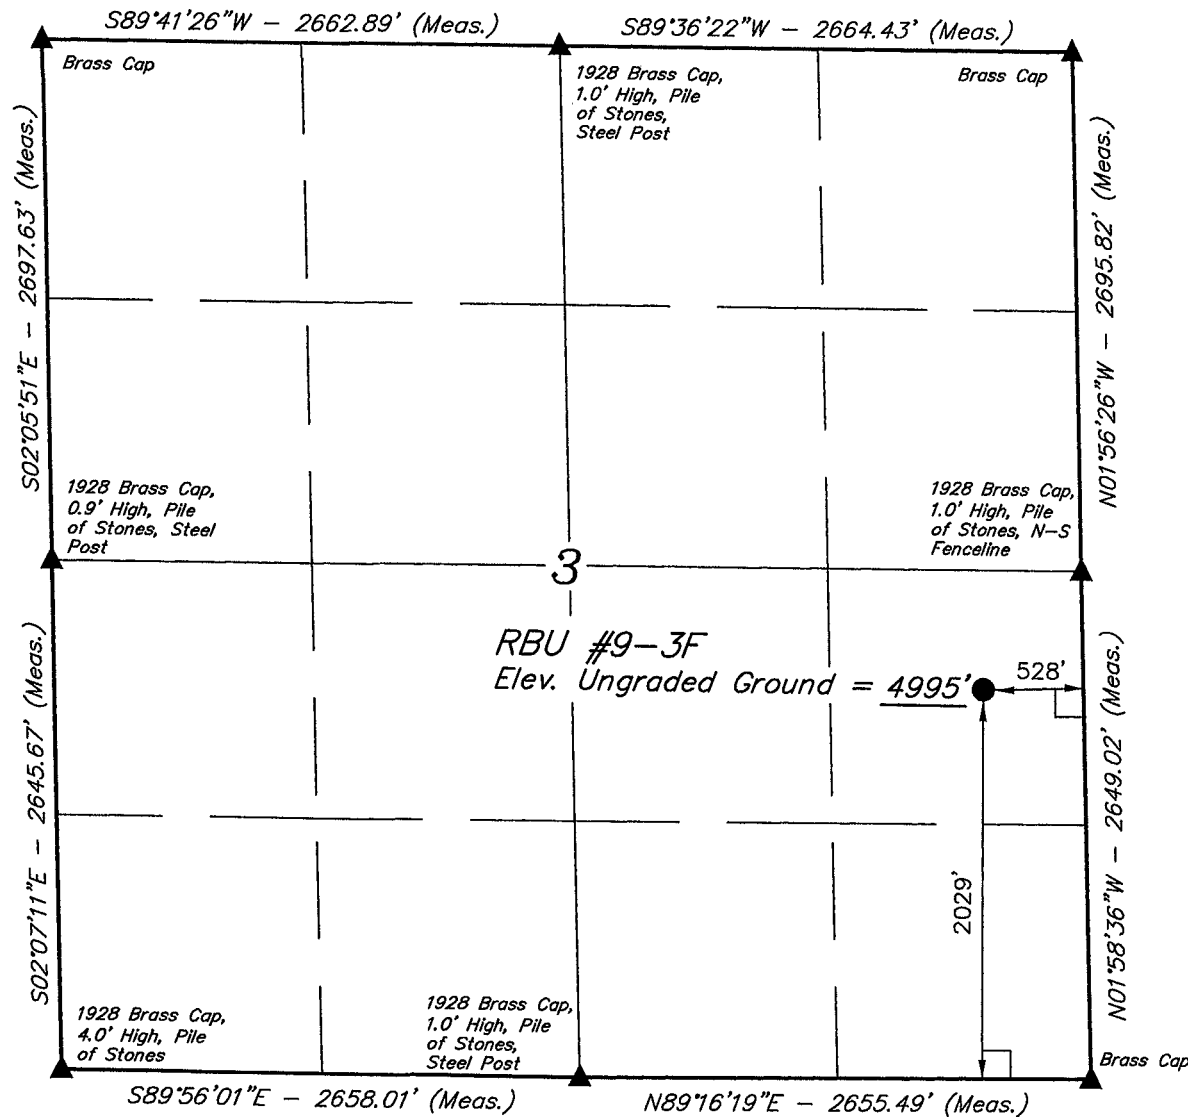 S89°41'26"W - 2662.89' (Meas.)
S89°36'22"W - 2664.43' (Meas.)
Brass Cap
1928 Brass Cap,
1.0' High, Pile
of Stones,
Steel Post
Brass Cap
S02°05'51"E - 2697.63' (Meas.)
N01°56'26"W - 2695.82' (Meas.)
1928 Brass Cap,
0.9' High, Pile
of Stones, Steel
Post
1928 Brass Cap,
1.0' High, Pile
of Stones, N-S
Fenceline
3
RBU #9-3F
Elev. Ungraded Ground = 4995'
528'
S02°07'11"E - 2645.67' (Meas.)
2029'
N01°58'36"W - 2649.02' (Meas.)
1928 Brass Cap,
4.0' High, Pile
of Stones
1928 Brass Cap,
1.0' High, Pile
of Stones,
Steel Post
Brass Cap
S89°56'01"E - 2658.01' (Meas.)
N89°16'19"E - 2655.49' (Meas.)